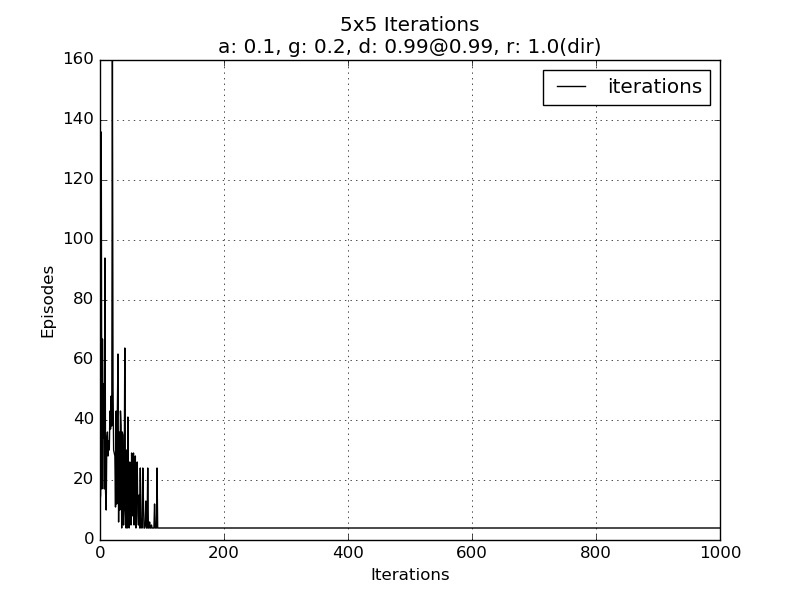 5x5 Iterations
a: 0.1, g: 0.2, d: 0.99@0.99, r: 1.0(dir)
iterations
160
140
120
100
80
60
40
20
0
Episodes
0 200 400 600 800 1000
Iterations